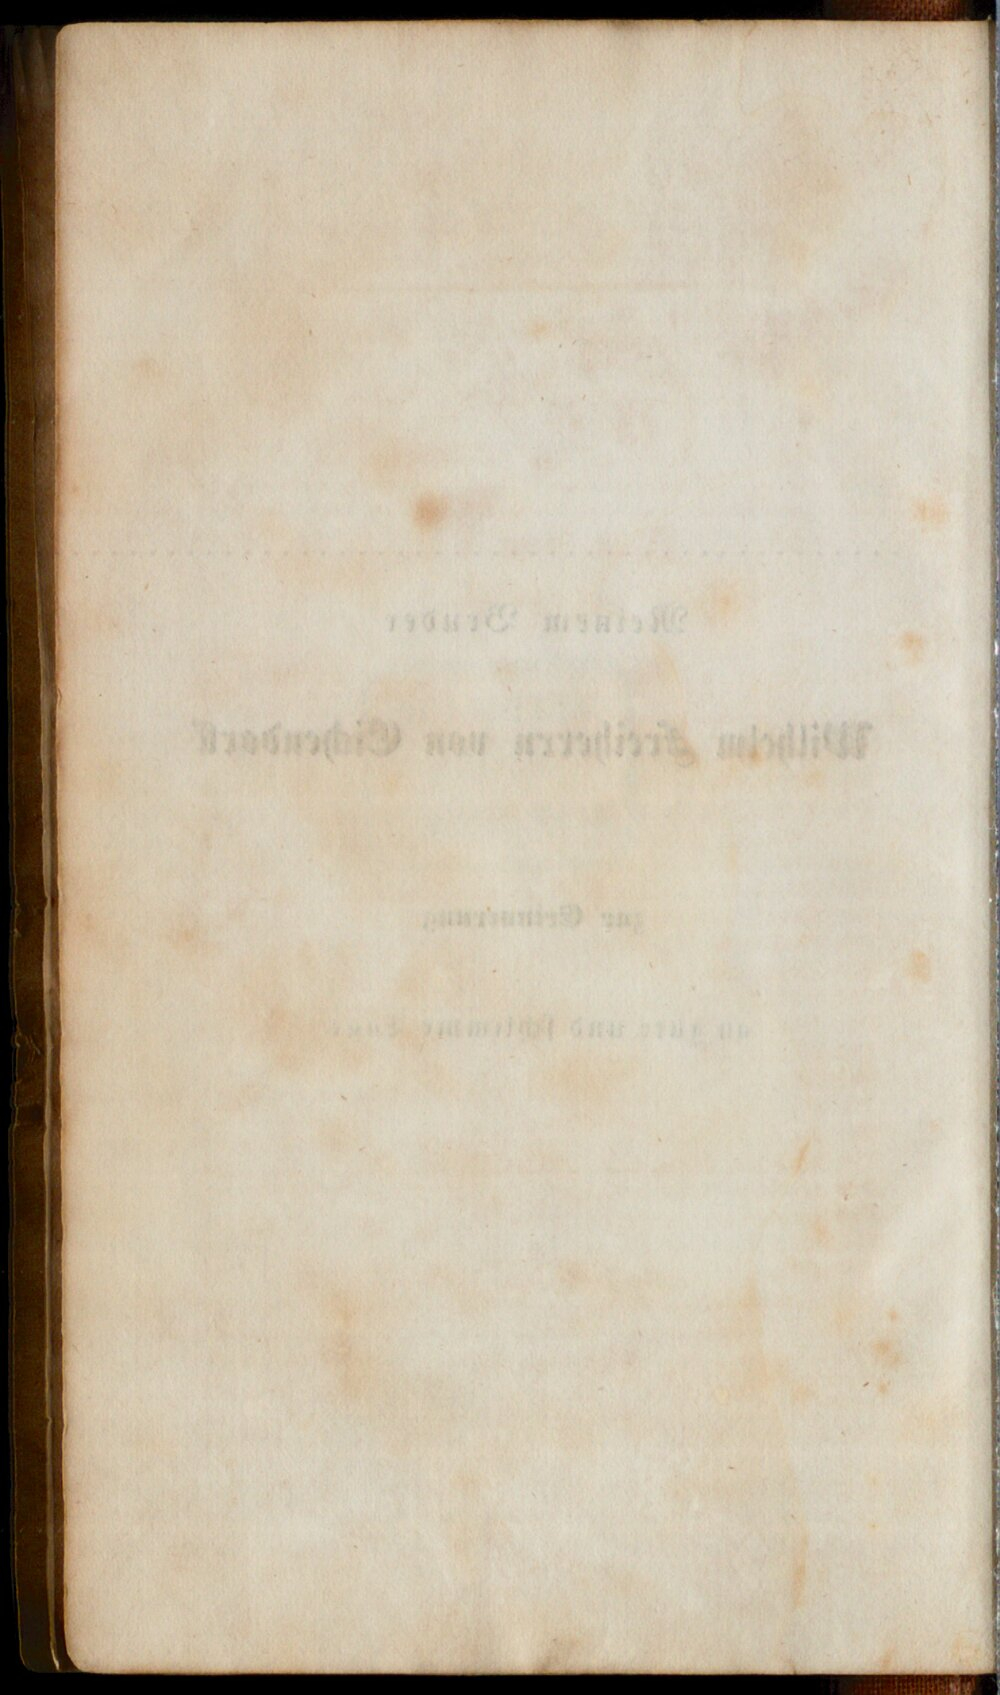 Meinem Bruder
Wilhelm Freiherrn von Eichendorff
zur Erinnerung
an gute und schlimme Tage